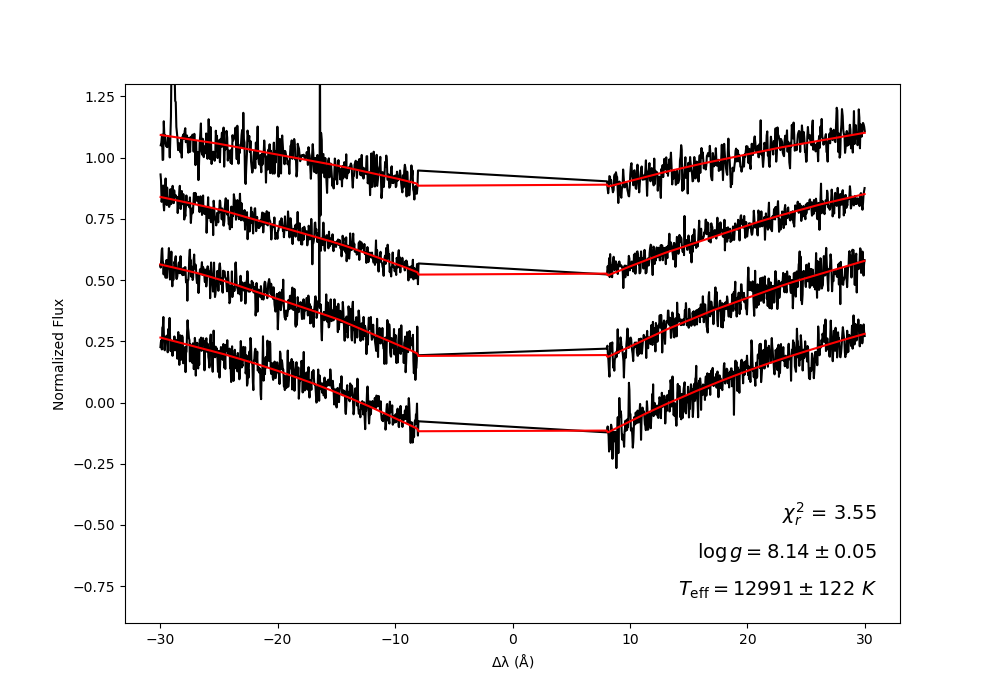 1.25
1.00
0.75
0.50
0.25
0.00
−0.25
−0.50
−0.75
Normalized Flux
χ²ᵣ = 3.55
log g = 8.14 ± 0.05
T_eff = 12991 ± 122 K
−30 −20 −10 0 10 20 30
Δλ (Å)